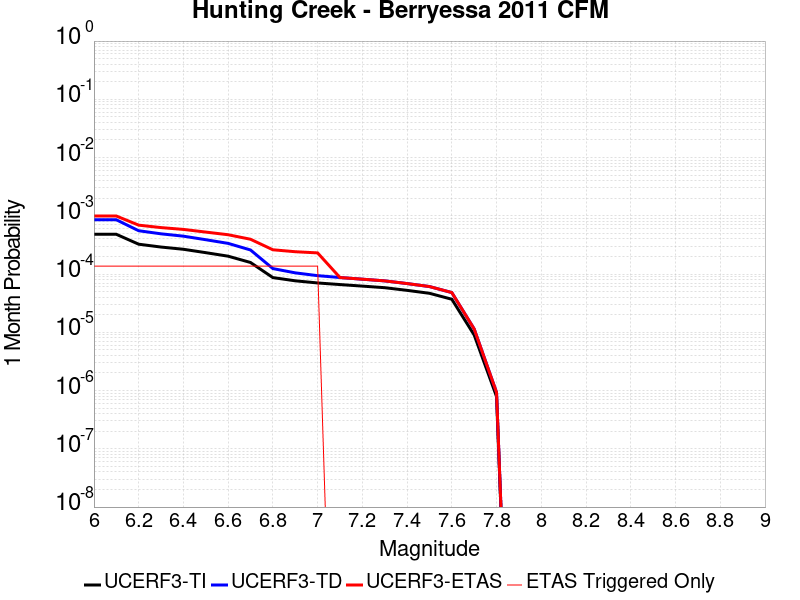 Hunting Creek - Berryessa 2011 CFM
1 Month Probability
10^0
10^-1
10^-2
10^-3
10^-4
10^-5
10^-6
10^-7
10^-8
6 6.2 6.4 6.6 6.8 7 7.2 7.4 7.6 7.8 8 8.2 8.4 8.6 8.8 9
Magnitude
UCERF3-TI UCERF3-TD UCERF3-ETAS ETAS Triggered Only